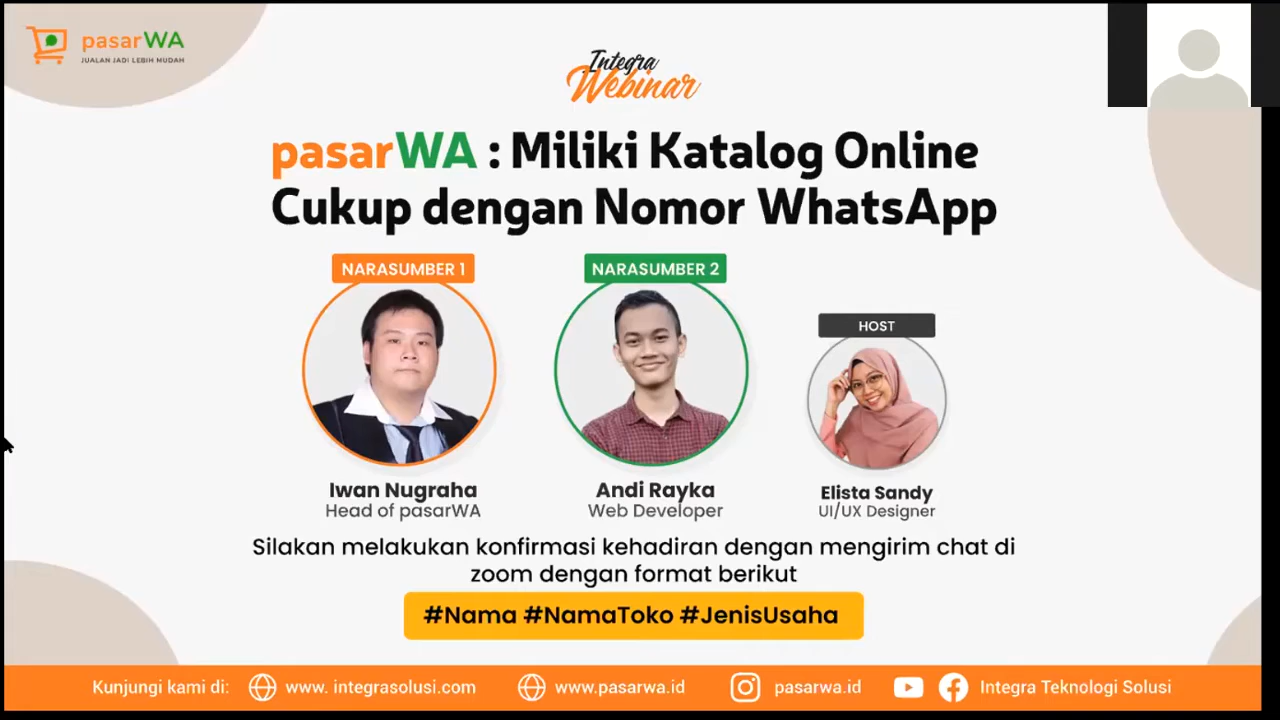 pasarWA
JUALAN JADI LEBIH MUDAH
Integra
Webinar
pasarWA : Miliki Katalog Online
Cukup dengan Nomor WhatsApp
NARASUMBER 1
NARASUMBER 2
HOST
Iwan Nugraha
Head of pasarWA
Andi Rayka
Web Developer
Elista Sandy
UI/UX Designer
Silakan melakukan konfirmasi kehadiran dengan mengirim chat di
zoom dengan format berikut
#Nama #NamaToko #JenisUsaha
Kunjungi kami di: www. integrasolusi.com www.pasarwa.id pasarwa.id Integra Teknologi Solusi